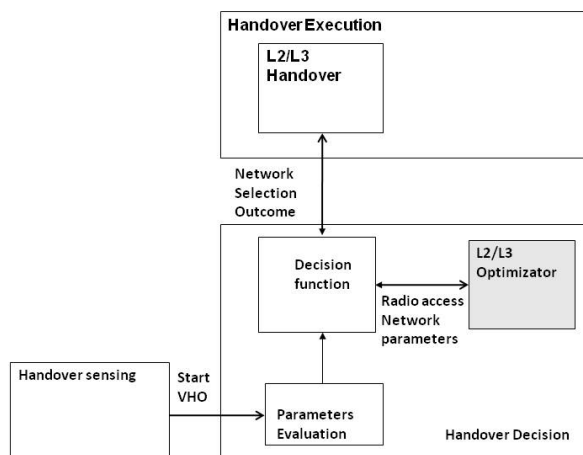 Handover Execution
L2/L3
Handover
Network
Selection
Outcome
Decision
function
L2/L3
Optimizator
Radio access
Network
parameters
Handover sensing
Start
VHO
Parameters
Evaluation
Handover Decision